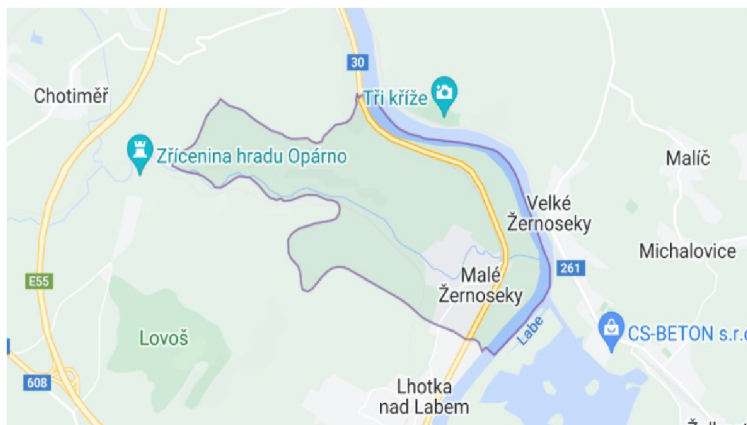 30
Chotiměř
Tři kříže
Zřícenina hradu Opárno
Malíč
Velké
Žernoseky
Michalovice
E55
Malé
Žernoseky
261
Labe
CS-BETON s.r.o
Lovoš
608
Lhotka
nad Labem